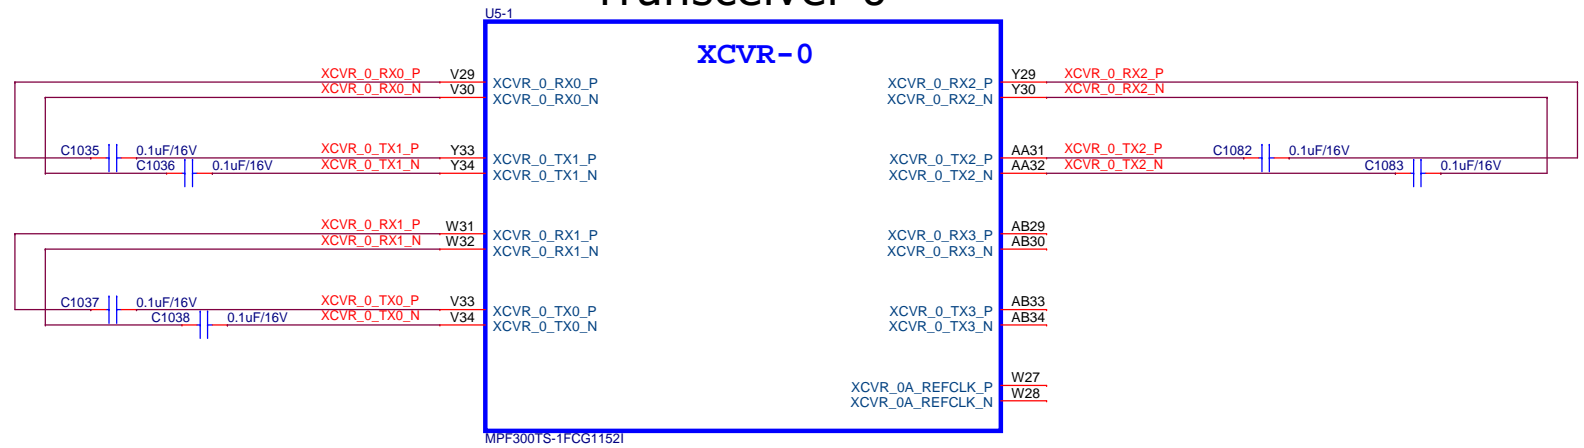 Transceiver 0
U5-1
XCVR-0
XCVR_0_RX0_P V29 XCVR_0_RX0_P XCVR_0_RX2_P Y29 XCVR_0_RX2_P
XCVR_0_RX0_N V30 XCVR_0_RX0_N XCVR_0_RX2_N Y30 XCVR_0_RX2_N
C1035 0.1uF/16V XCVR_0_TX1_P Y33 XCVR_0_TX1_P XCVR_0_TX2_P AA31 XCVR_0_TX2_P C1082 0.1uF/16V
C1036 0.1uF/16V XCVR_0_TX1_N Y34 XCVR_0_TX1_N XCVR_0_TX2_N AA32 XCVR_0_TX2_N C1083 0.1uF/16V
XCVR_0_RX1_P W31 XCVR_0_RX1_P XCVR_0_RX3_P AB29
XCVR_0_RX1_N W32 XCVR_0_RX1_N XCVR_0_RX3_N AB30
C1037 0.1uF/16V XCVR_0_TX0_P V33 XCVR_0_TX0_P XCVR_0_TX3_P AB33
C1038 0.1uF/16V XCVR_0_TX0_N V34 XCVR_0_TX0_N XCVR_0_TX3_N AB34
XCVR_0A_REFCLK_P W27
XCVR_0A_REFCLK_N W28
MPF300TS-1FCG1152I